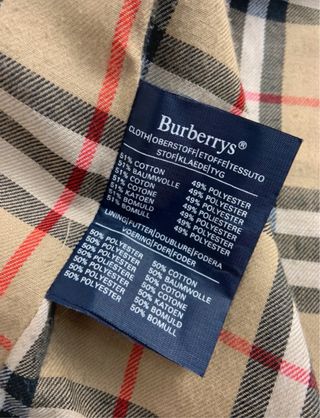 Burberrys®
CLOTH/OBERSTOFF/ETOFFE/TESSUTO
STOF/KLAEDE/TYG
51% COTTON 49% POLYESTER
51% BAUMWOLLE 49% POLYESTER
51% COTON 49% POLYESTERE
51% COTONE 49% POLIESTERE
51% KATOEN 49% POLYESTER
51% BOMULD 49% POLYESTER
51% BOMULL 49% POLYESTER
LINING/FUTTER/DOUBLURE/FODERA
VOERING/FOER/FODER
50% POLYESTER 50% COTTON
50% POLYESTER 50% BAUMWOLLE
50% POLYESTERE 50% COTON
50% POLIESTERE 50% COTONE
50% POLYESTER 50% KATOEN
50% POLYESTER 50% BOMULD
50% POLYESTER 50% BOMULL